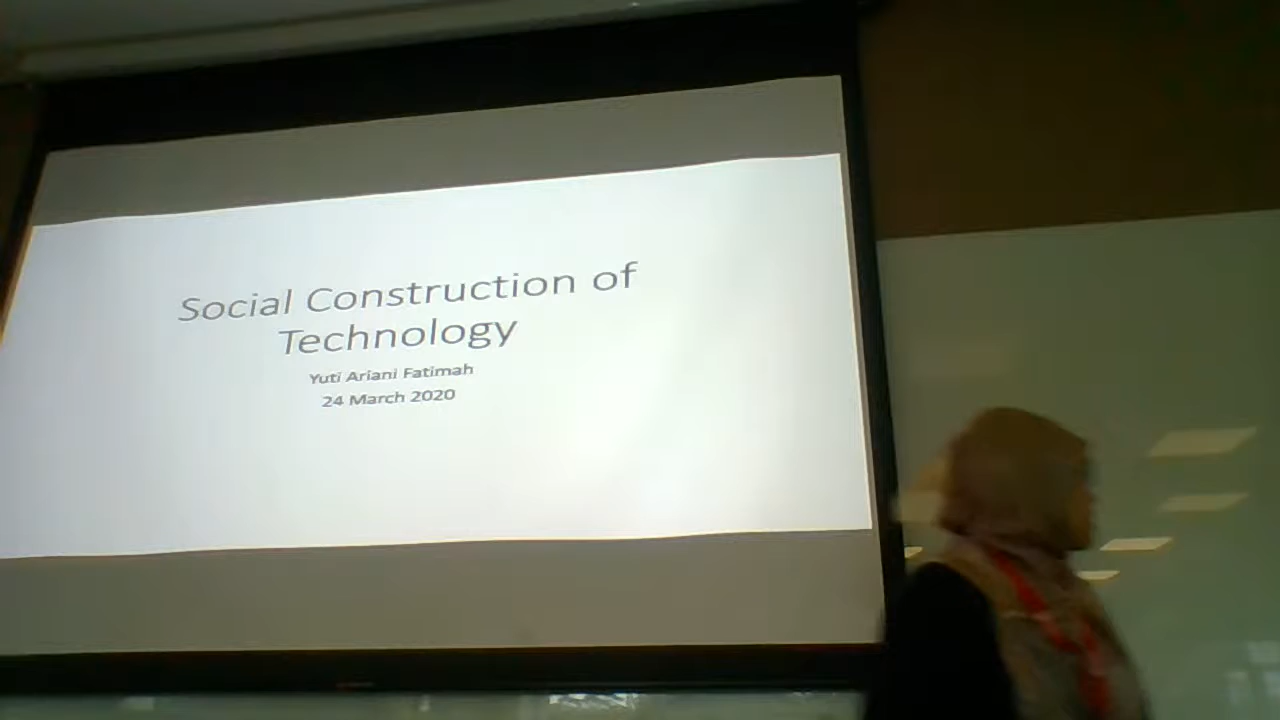 Social Construction of
Technology
Yuti Ariani Fatimah
24 March 2020